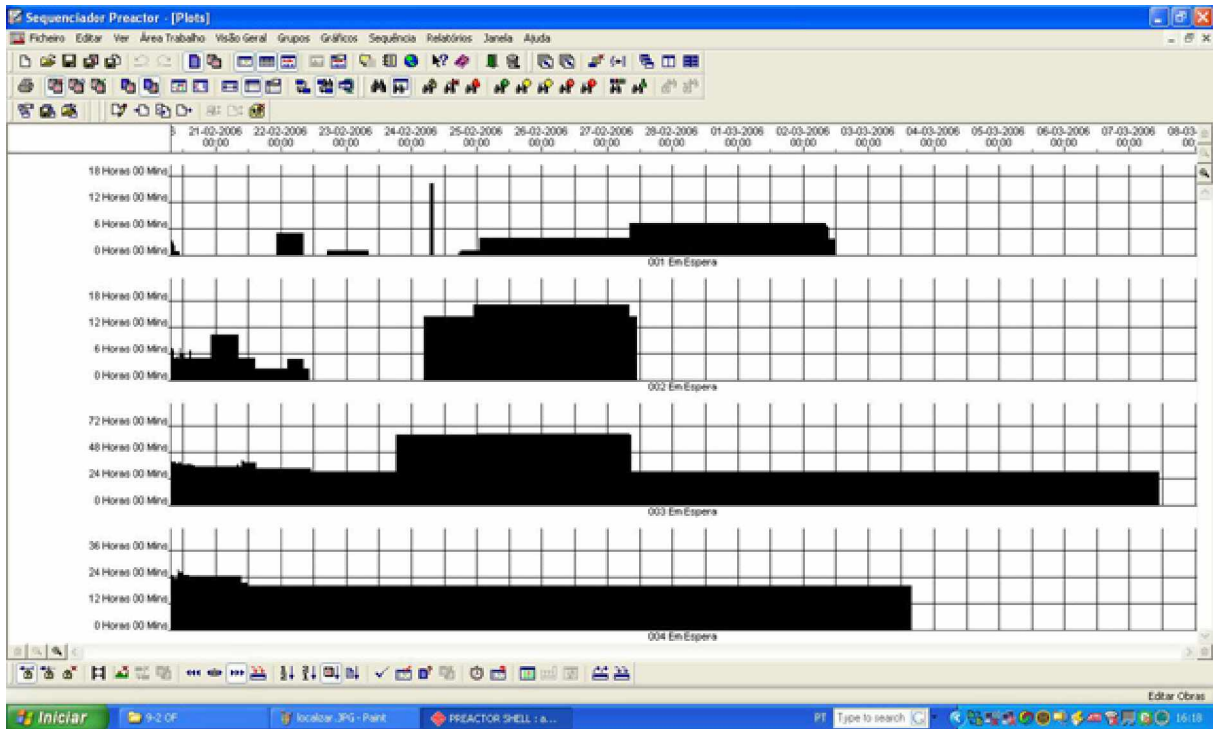 Sequenciador Preactor - [Plots]
Ficheiro Editar Ver Área Trabalho Visão Geral Grupos Gráficos Sequência Relatórios Janela Ajuda
21-02-2006 22-02-2006 23-02-2006 24-02-2006 25-02-2006 26-02-2006 27-02-2006 28-02-2006 01-03-2006 02-03-2006 03-03-2006 04-03-2006 05-03-2006 06-03-2006 07-03-2006 08-03-
00:00 00:00 00:00 00:00 00:00 00:00 00:00 00:00 00:00 00:00 00:00 00:00 00:00 00:00 00:00 00:
18 Horas 00 Mins
12 Horas 00 Mins
6 Horas 00 Mins
0 Horas 00 Mins
001 Em Espera
18 Horas 00 Mins
12 Horas 00 Mins
6 Horas 00 Mins
0 Horas 00 Mins
002 Em Espera
72 Horas 00 Mins
48 Horas 00 Mins
24 Horas 00 Mins
0 Horas 00 Mins
003 Em Espera
36 Horas 00 Mins
24 Horas 00 Mins
12 Horas 00 Mins
0 Horas 00 Mins
004 Em Espera
Editar Obras
Iniciar 9-2 OF localizar.JPG - Paint PREACTOR SHELL : a... PT Type to search 16:18